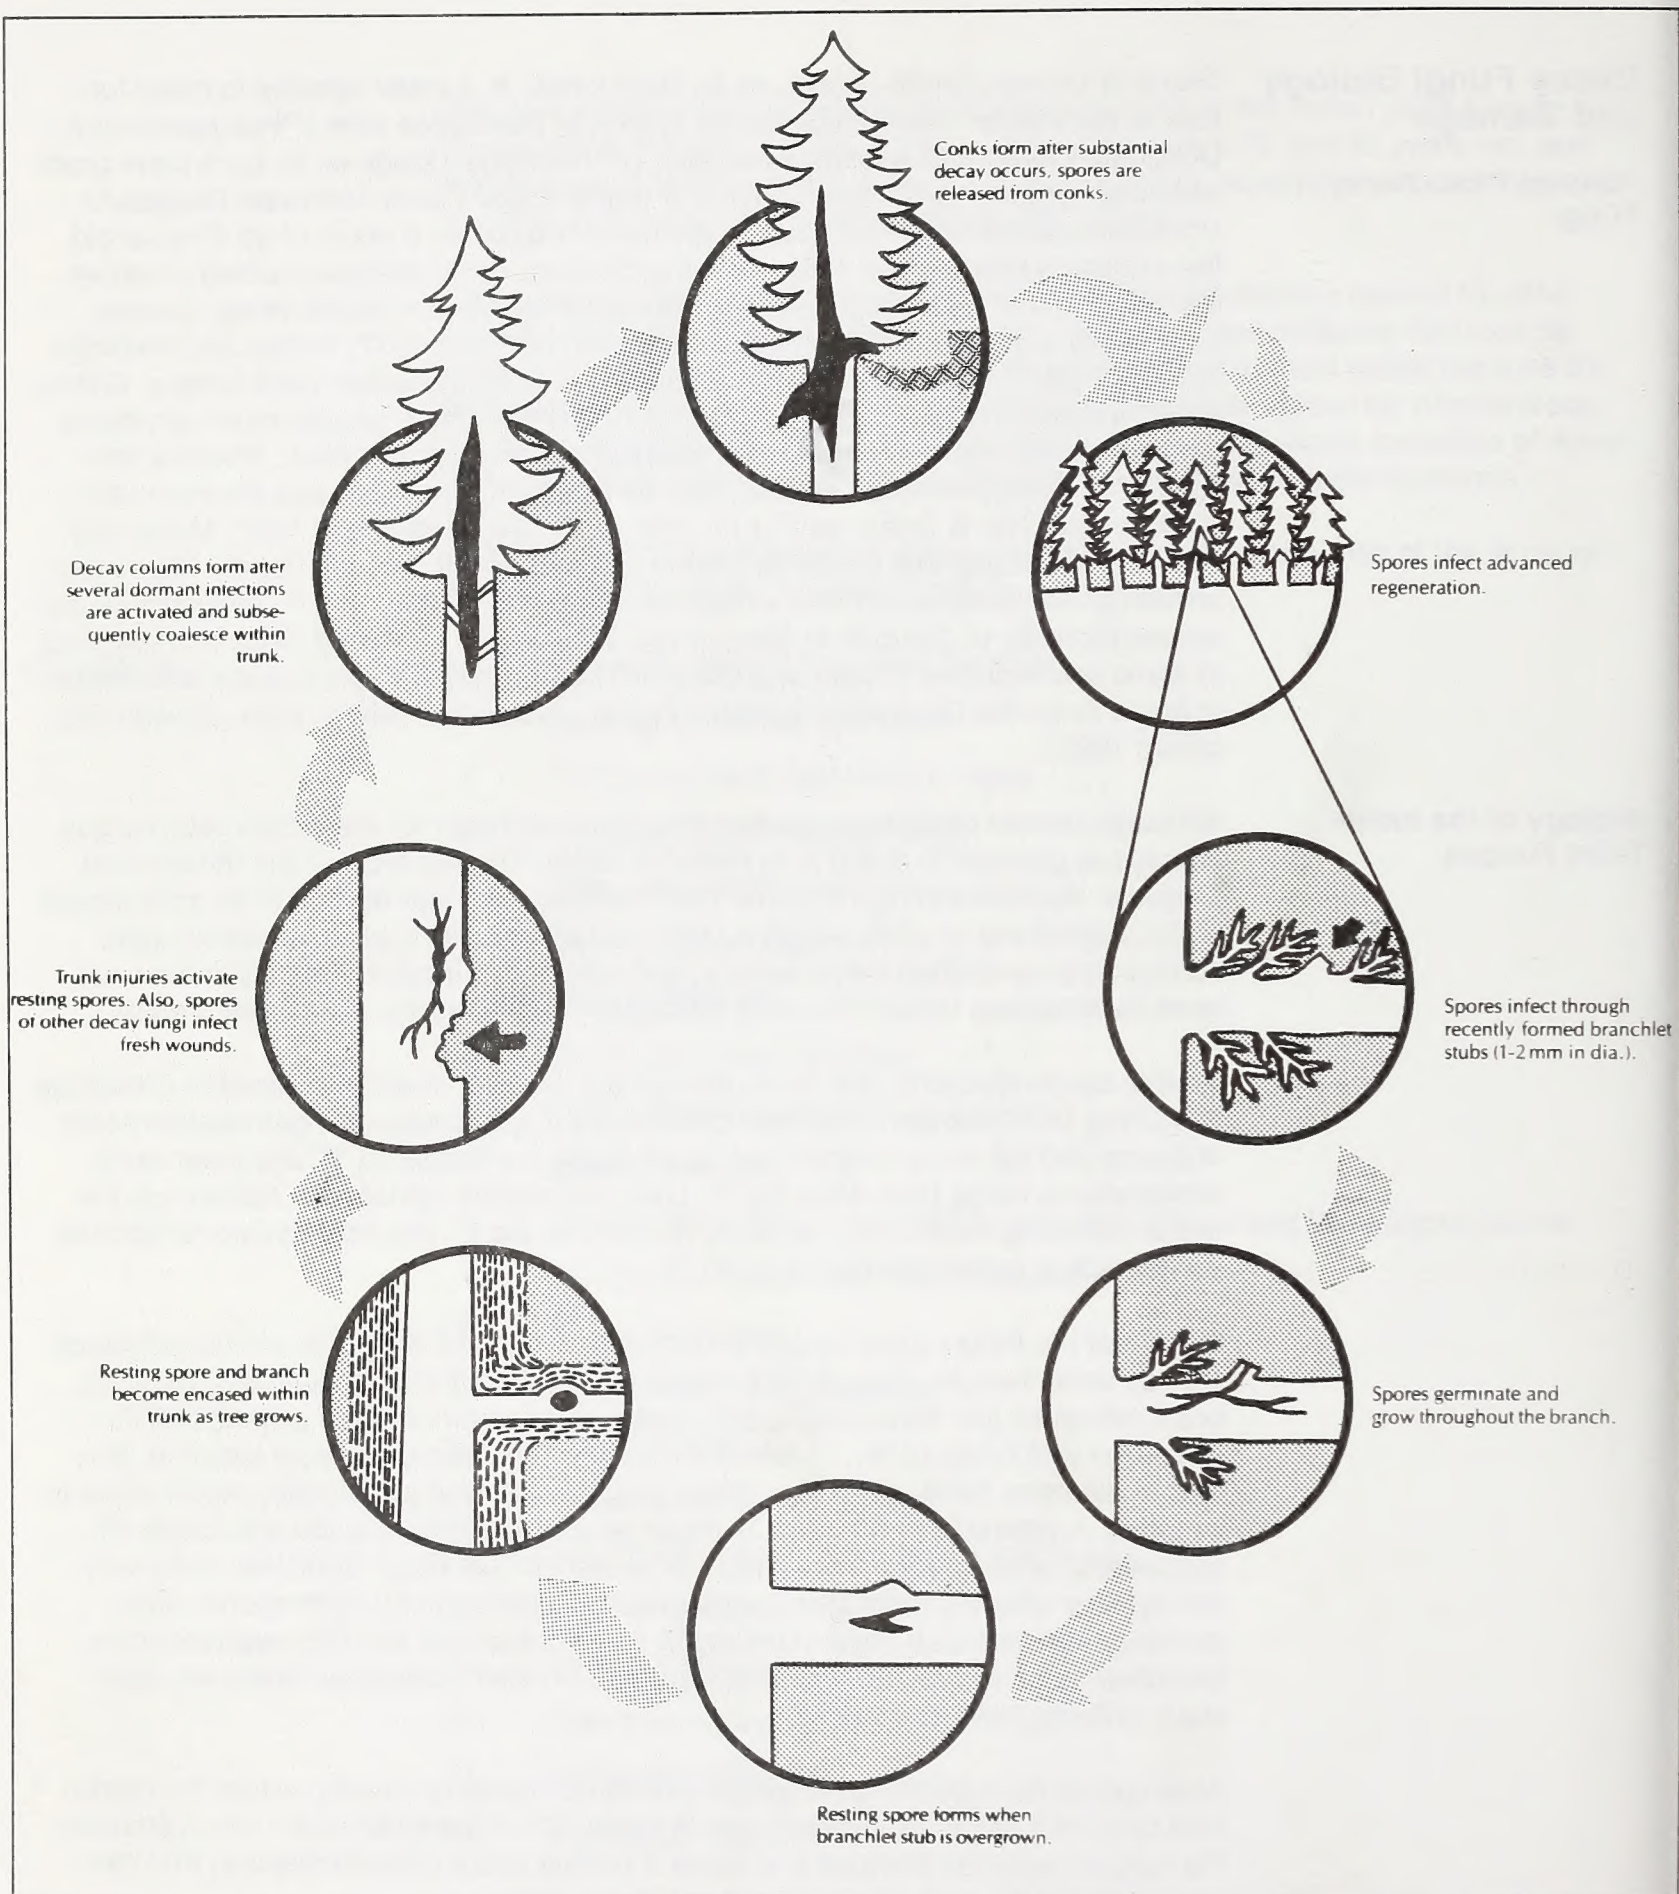 Conks form after substantial
decay occurs, spores are
released from conks.
Spores infect advanced
regeneration.
Spores infect through
recently formed branchlet
stubs (1-2 mm in dia.).
Spores germinate and
grow throughout the branch.
Resting spore forms when
branchlet stub is overgrown.
Resting spore and branch
become encased within
trunk as tree grows.
Trunk injuries activate
resting spores. Also, spores
of other decay fungi infect
fresh wounds.
Decay columns form after
several dormant infections
are activated and subse-
quently coalesce within
trunk.